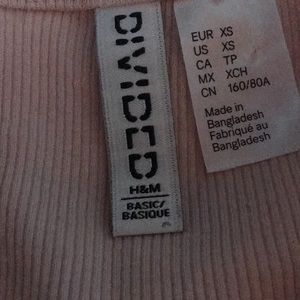 DIVIDED
H&M
BASIC/
BASIQUE
EUR XS
US XS
CA TP
MX XCH
CN 160/80A
Made in
Bangladesh
Fabriqué au
Bangladesh